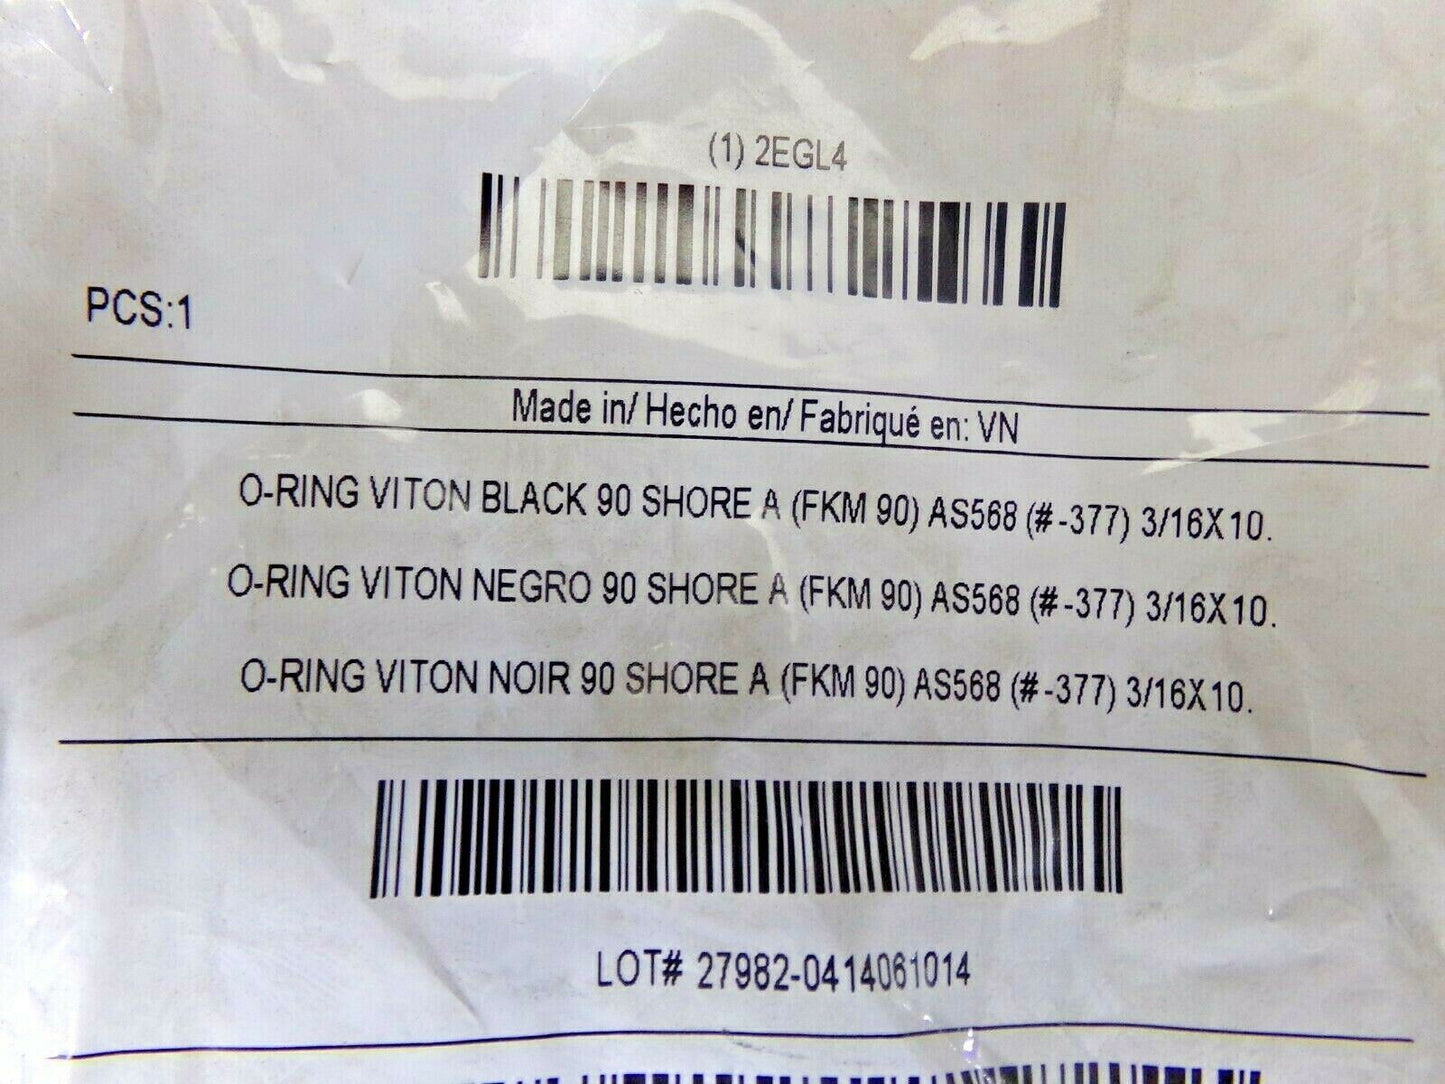 (1) 2EGL4
PCS:1
Made in/ Hecho en/ Fabriqué en: VN
O-RING VITON BLACK 90 SHORE A (FKM 90) AS568 (#-377) 3/16X10.
O-RING VITON NEGRO 90 SHORE A (FKM 90) AS568 (#-377) 3/16X10.
O-RING VITON NOIR 90 SHORE A (FKM 90) AS568 (#-377) 3/16X10.
LOT# 27982-0414061014